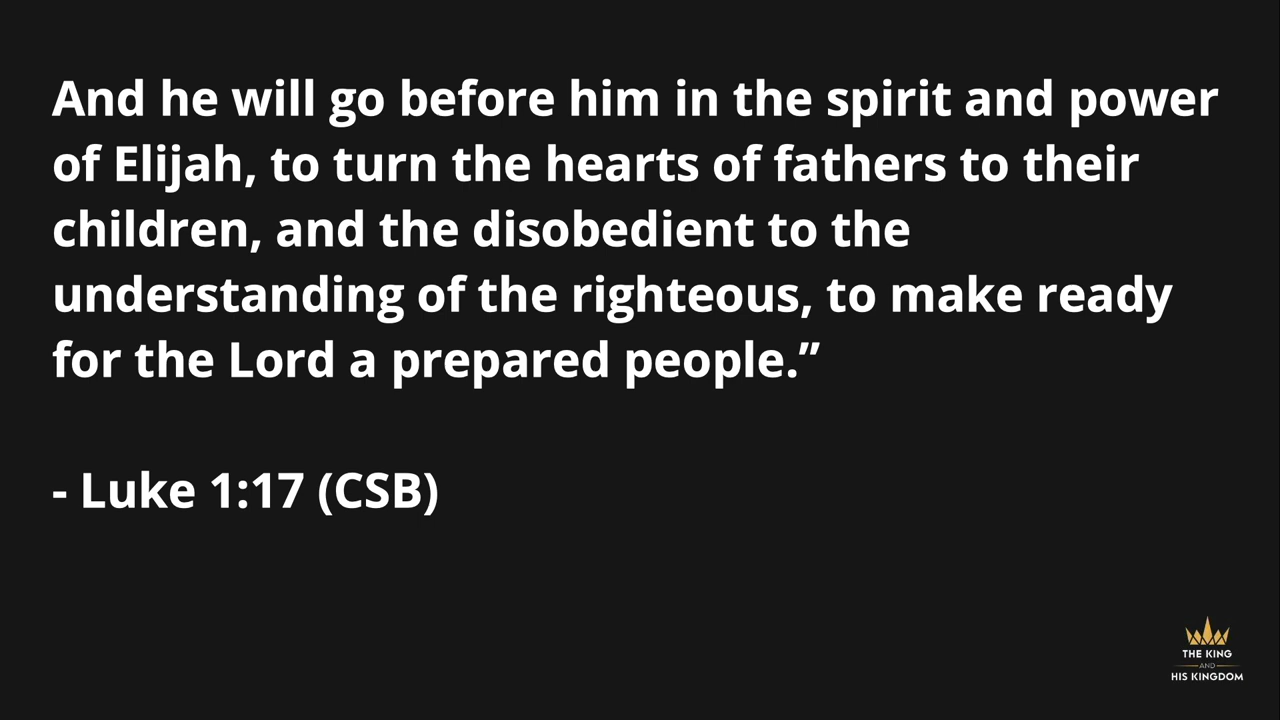 And he will go before him in the spirit and power
of Elijah, to turn the hearts of fathers to their
children, and the disobedient to the
understanding of the righteous, to make ready
for the Lord a prepared people.”
- Luke 1:17 (CSB)
THE KING
AND
HIS KINGDOM